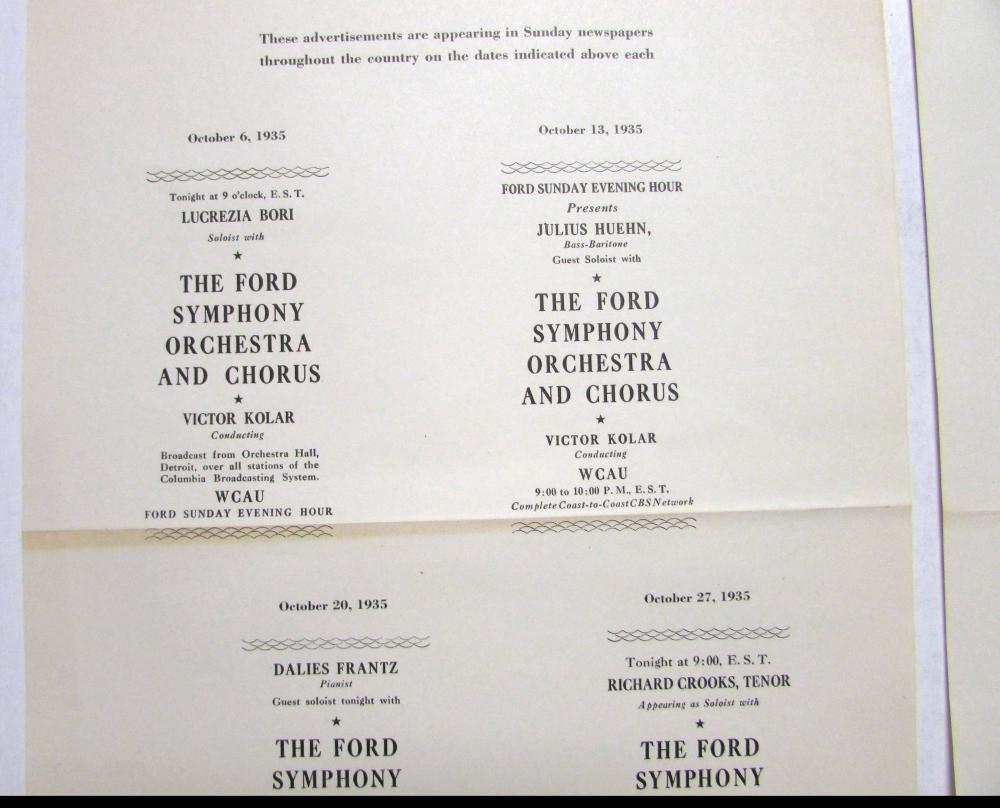 These advertisements are appearing in Sunday newspapers
throughout the country on the dates indicated above each
October 6, 1935
Tonight at 9 o'clock, E. S. T.
LUCREZIA BORI
Soloist with
★
THE FORD
SYMPHONY
ORCHESTRA
AND CHORUS
★
VICTOR KOLAR
Conducting
Broadcast from Orchestra Hall,
Detroit, over all stations of the
Columbia Broadcasting System.
WCAU
FORD SUNDAY EVENING HOUR
October 13, 1935
FORD SUNDAY EVENING HOUR
Presents
JULIUS HUEHN,
Bass-Baritone
Guest Soloist with
★
THE FORD
SYMPHONY
ORCHESTRA
AND CHORUS
★
VICTOR KOLAR
Conducting
WCAU
9:00 to 10:00 P. M., E. S. T.
Complete Coast-to-Coast CBS Network
October 20, 1935
DALIES FRANTZ
Pianist
Guest soloist tonight with
★
THE FORD
SYMPHONY
October 27, 1935
Tonight at 9:00, E. S. T.
RICHARD CROOKS, TENOR
Appearing as Soloist with
★
THE FORD
SYMPHONY